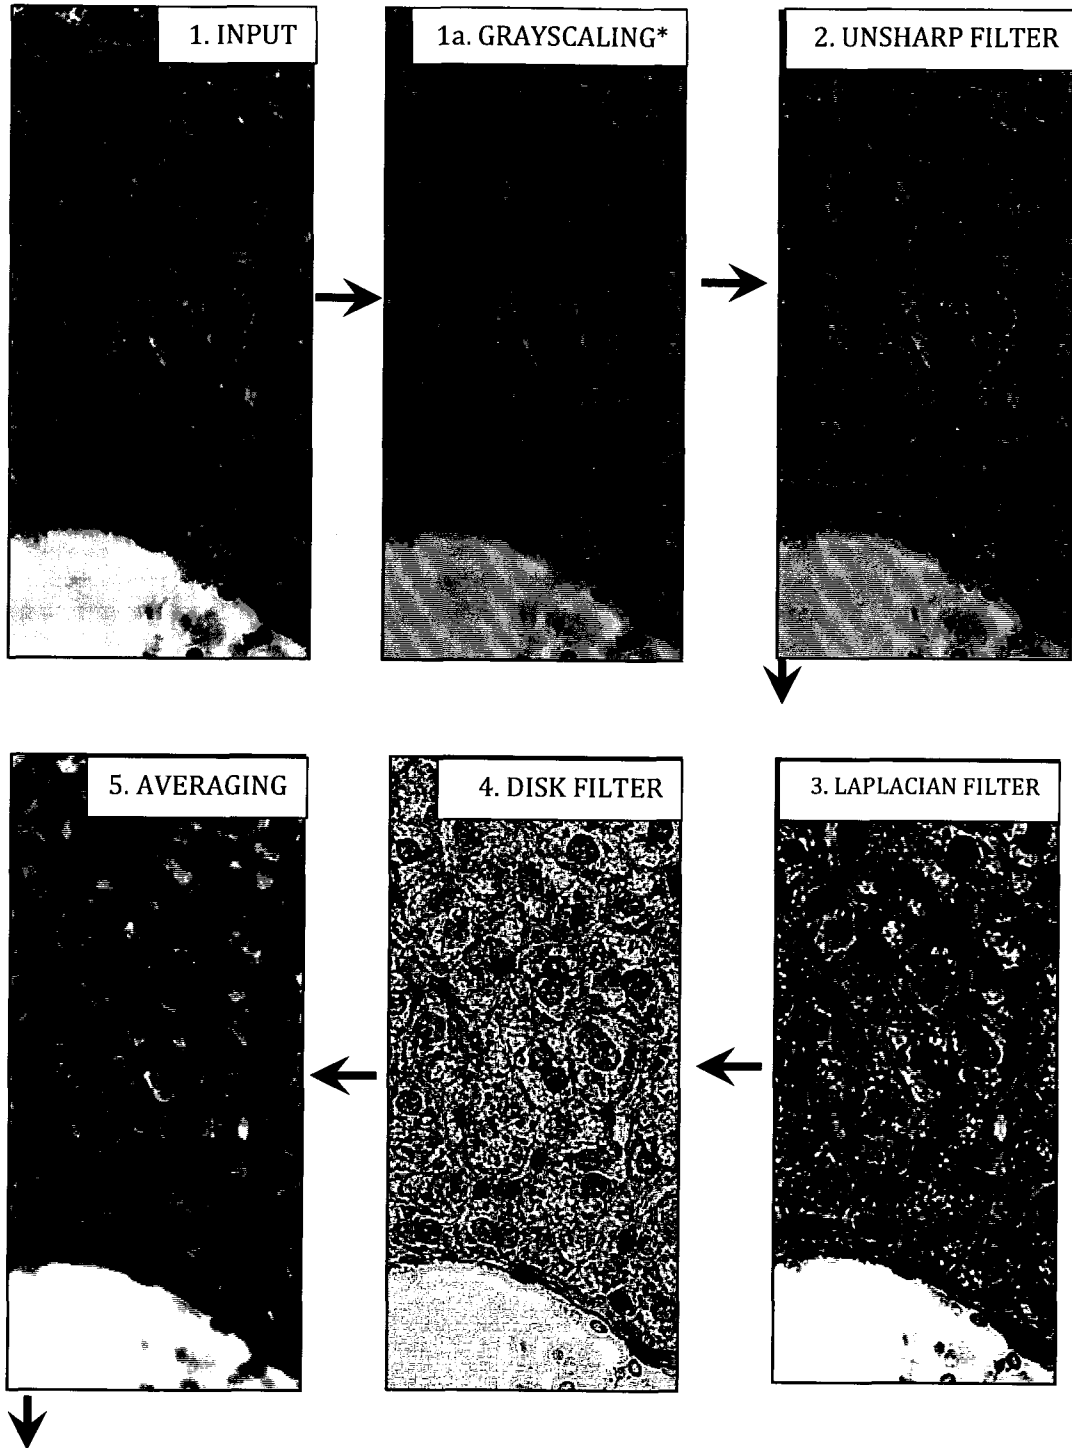 1. INPUT
1a. GRAYSCALING*
2. UNSHARP FILTER
5. AVERAGING
4. DISK FILTER
3. LAPLACIAN FILTER